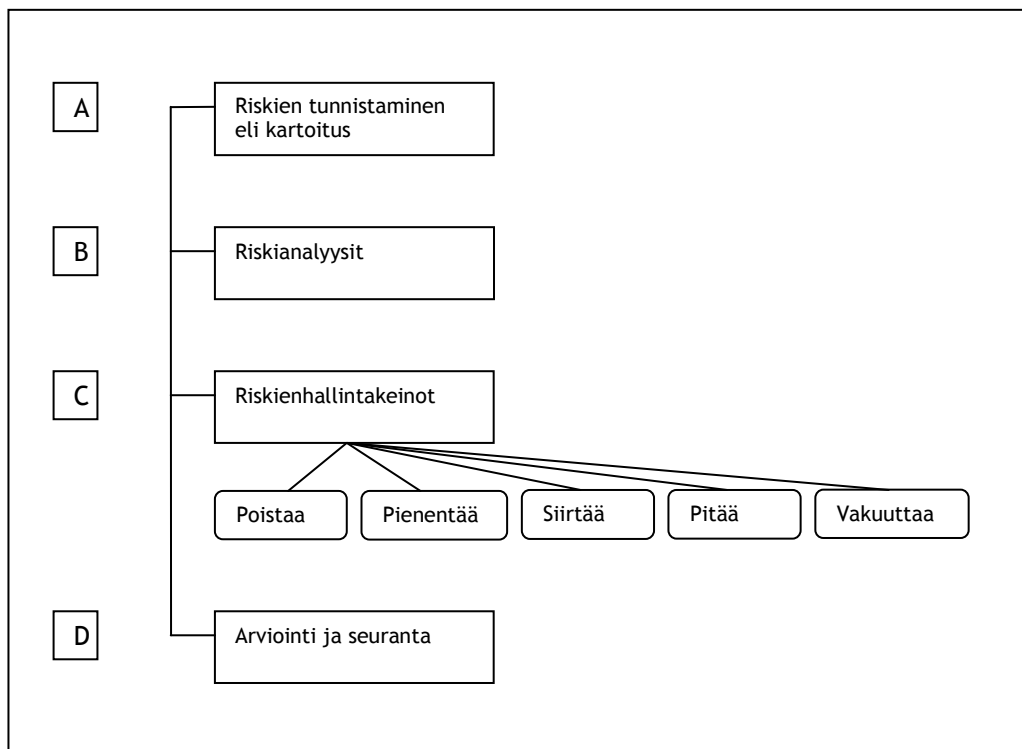 A
Riskien tunnistaminen
eli kartoitus
B
Riskianalyysit
C
Riskienhallintakeinot
Poistaa
Pienentää
Siirtää
Pitää
Vakuuttaa
D
Arviointi ja seuranta